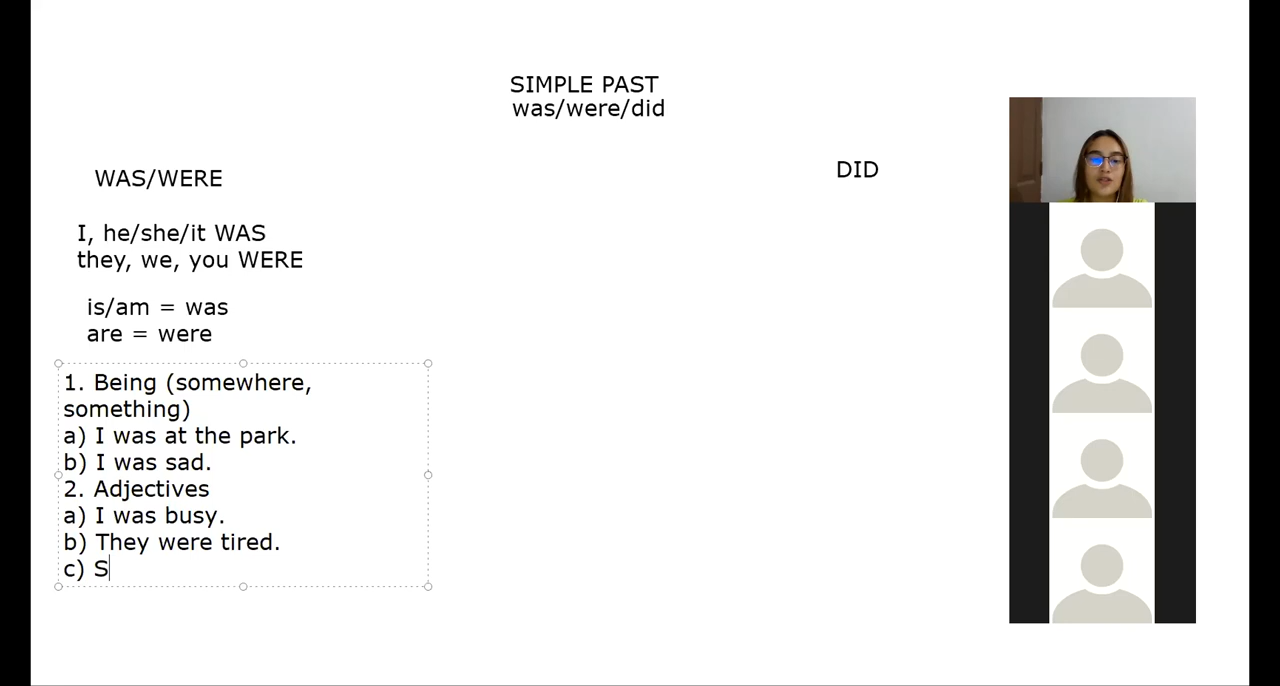 SIMPLE PAST
was/were/did
WAS/WERE
I, he/she/it WAS
they, we, you WERE
is/am = was
are = were
1. Being (somewhere,
something)
a) I was at the park.
b) I was sad.
2. Adjectives
a) I was busy.
b) They were tired.
c) S
DID